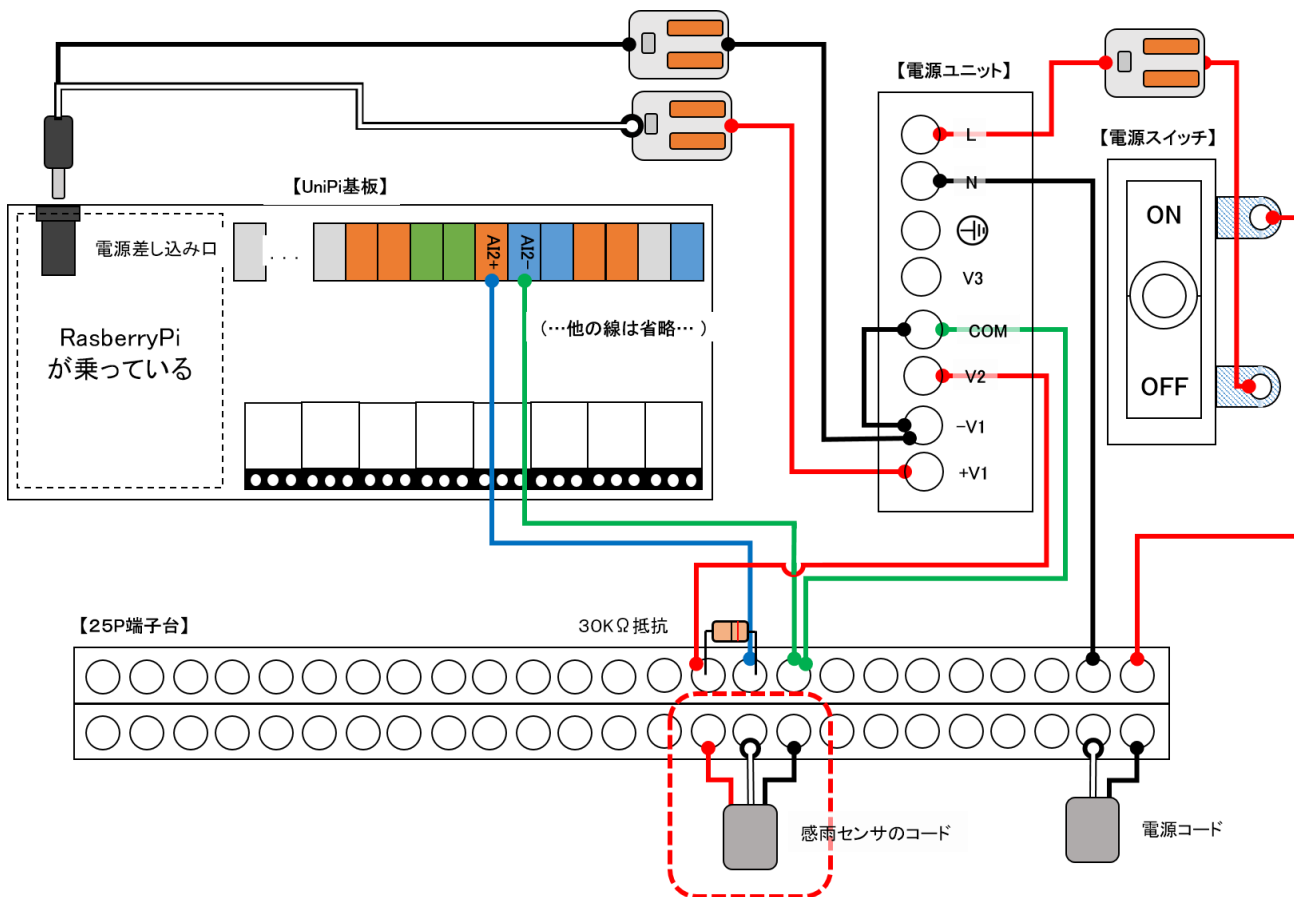 【電源ユニット】
L
【電源スイッチ】
N
【UniPi基板】
ON
電源差し込み口
・・・
AI2+
AI2-
V3
(…他の線は省略…)
COM
RasberryPi
が乗っている
V2
OFF
-V1
+V1
【25P端子台】
30KΩ抵抗
感雨センサのコード
電源コード